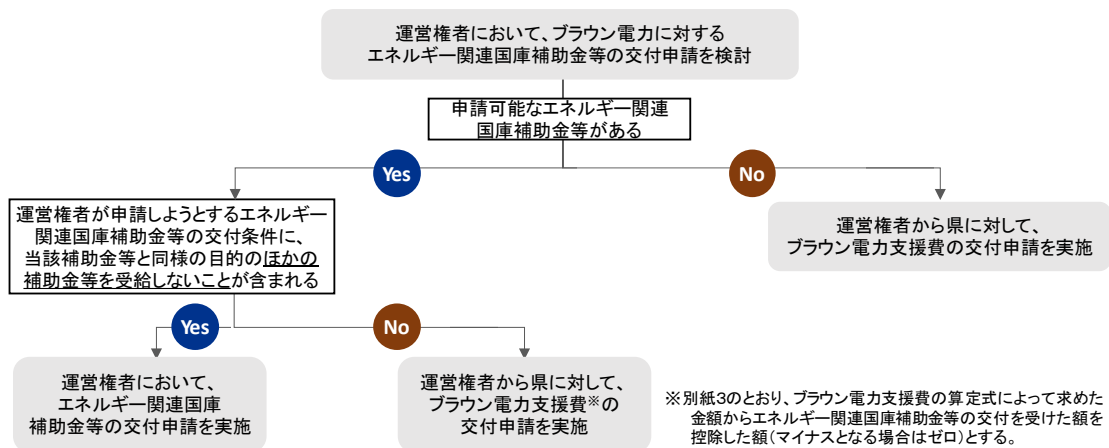 運営権者において、ブラウン電力に対する
エネルギー関連国庫補助金等の交付申請を検討
申請可能なエネルギー関連
国庫補助金等がある
Yes
No
運営権者が申請しようとするエネルギー
関連国庫補助金等の交付条件に、
当該補助金等と同様の目的のほかの
補助金等を受給しないことが含まれる
運営権者から県に対して、
ブラウン電力支援費の交付申請を実施
Yes
No
運営権者において、
エネルギー関連国庫
補助金等の交付申請を実施
運営権者から県に対して、
ブラウン電力支援費※の
交付申請を実施
※別紙3のとおり、ブラウン電力支援費の算定式によって求めた
金額からエネルギー関連国庫補助金等の交付を受けた額を
控除した額(マイナスとなる場合はゼロ)とする。